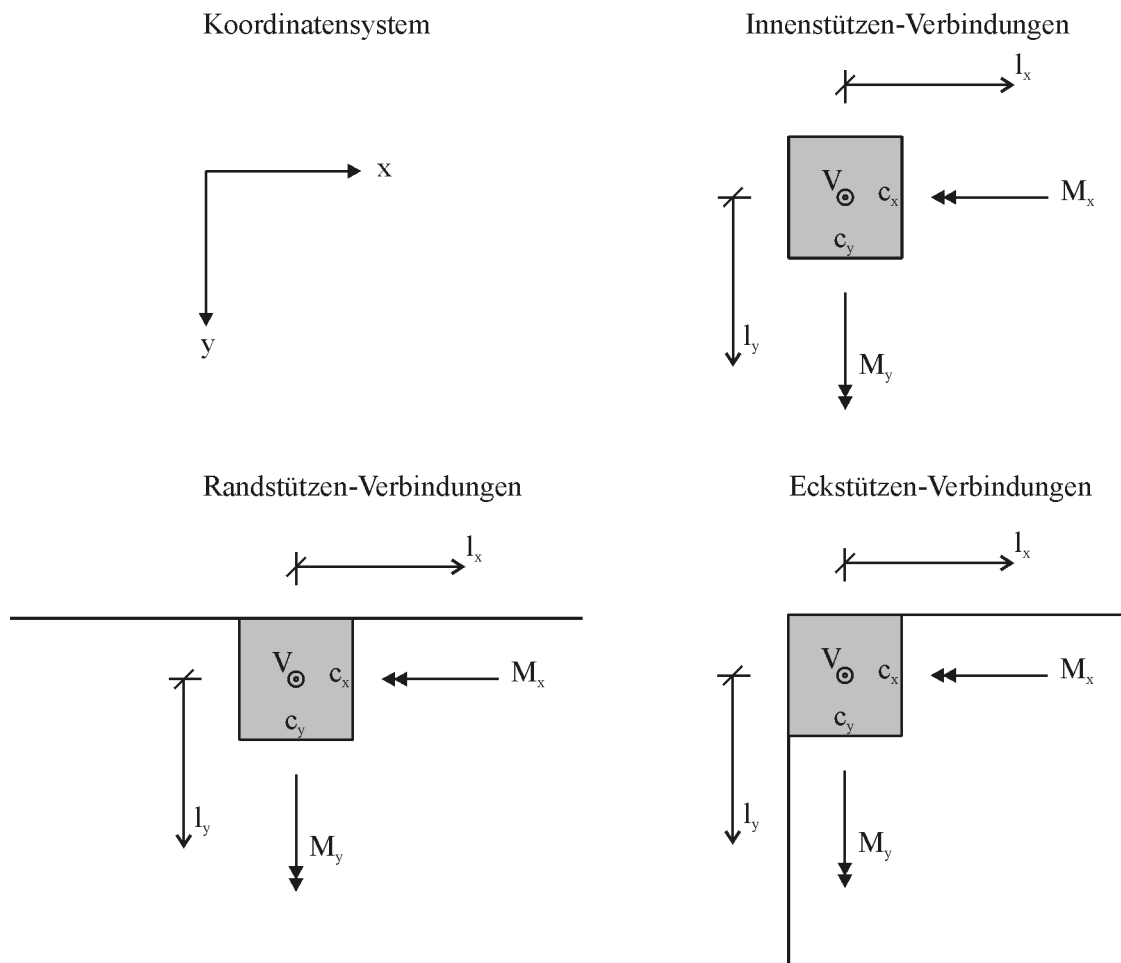 Koordinatensystem
x
y
Innenstützen-Verbindungen
l_x
V
c_x
M_x
c_y
l_y
M_y
Randstützen-Verbindungen
l_x
V
c_x
M_x
c_y
l_y
M_y
Eckstützen-Verbindungen
l_x
V
c_x
M_x
c_y
l_y
M_y